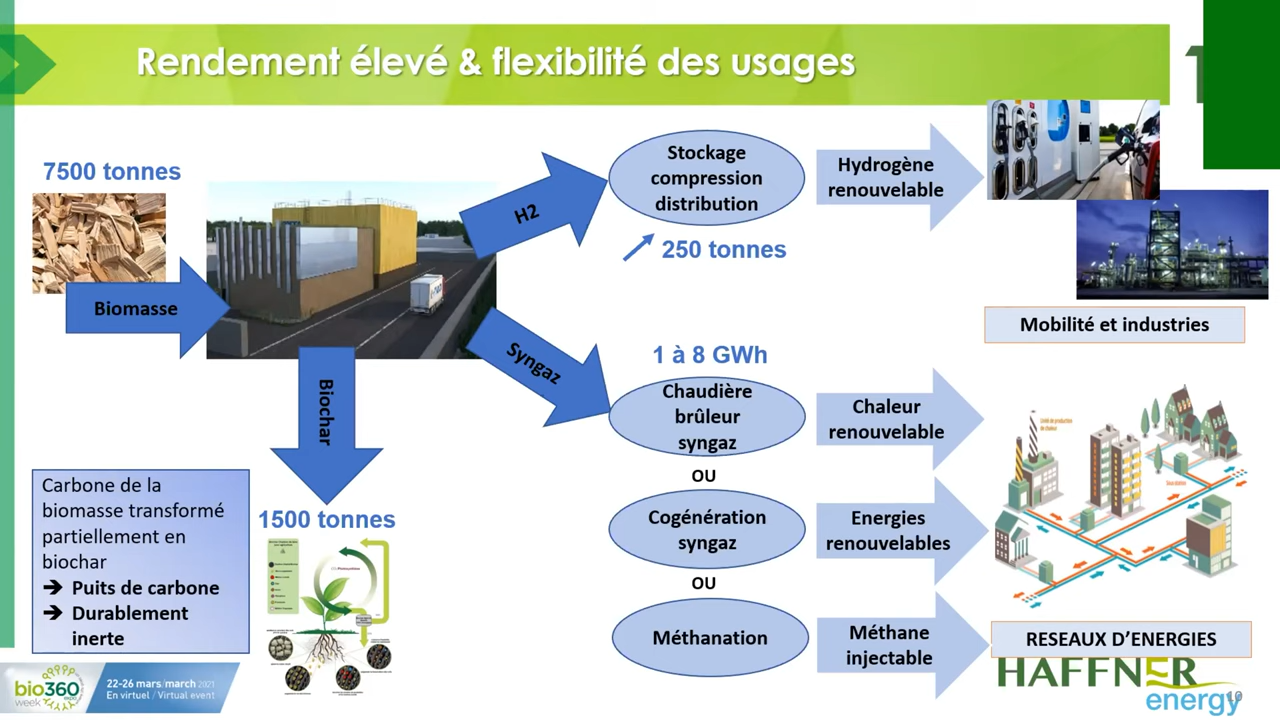 Rendement élevé & flexibilité des usages
7500 tonnes
Biomasse
H2
Syngaz
Biochar
Stockage
compression
distribution
250 tonnes
Hydrogène
renouvelable
Mobilité et industries
1 à 8 GWh
Chaudière
brûleur
syngaz
Chaleur
renouvelable
OU
Cogénération
syngaz
Energies
renouvelables
OU
Méthanation
Méthane
injectable
RESEAUX D’ENERGIES
Carbone de la
biomasse transformé
partiellement en
biochar
➔ Puits de carbone
➔ Durablement
inerte
1500 tonnes
bio360
expo
week
22-26 mars/march 2021
En virtuel / Virtual event
HAFFNER
energy
10